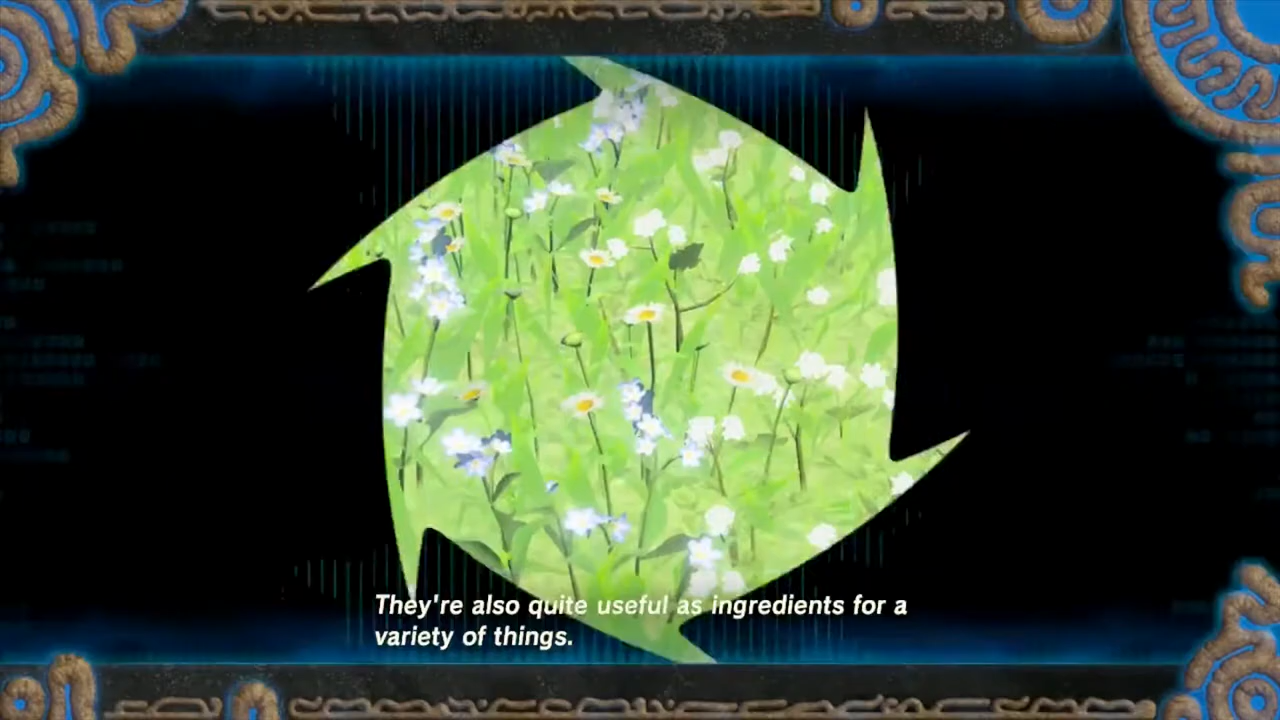 They're also quite useful as ingredients for a
variety of things.